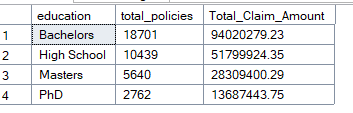 education total_policies Total_Claim_Amount
1 Bachelors 18701 94020279.23
2 High School 10439 51799924.35
3 Masters 5640 28309400.29
4 PhD 2762 13687443.75